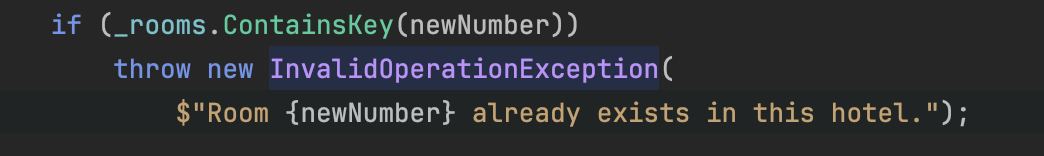 if (_rooms.ContainsKey(newNumber))
throw new InvalidOperationException(
$"Room {newNumber} already exists in this hotel.");